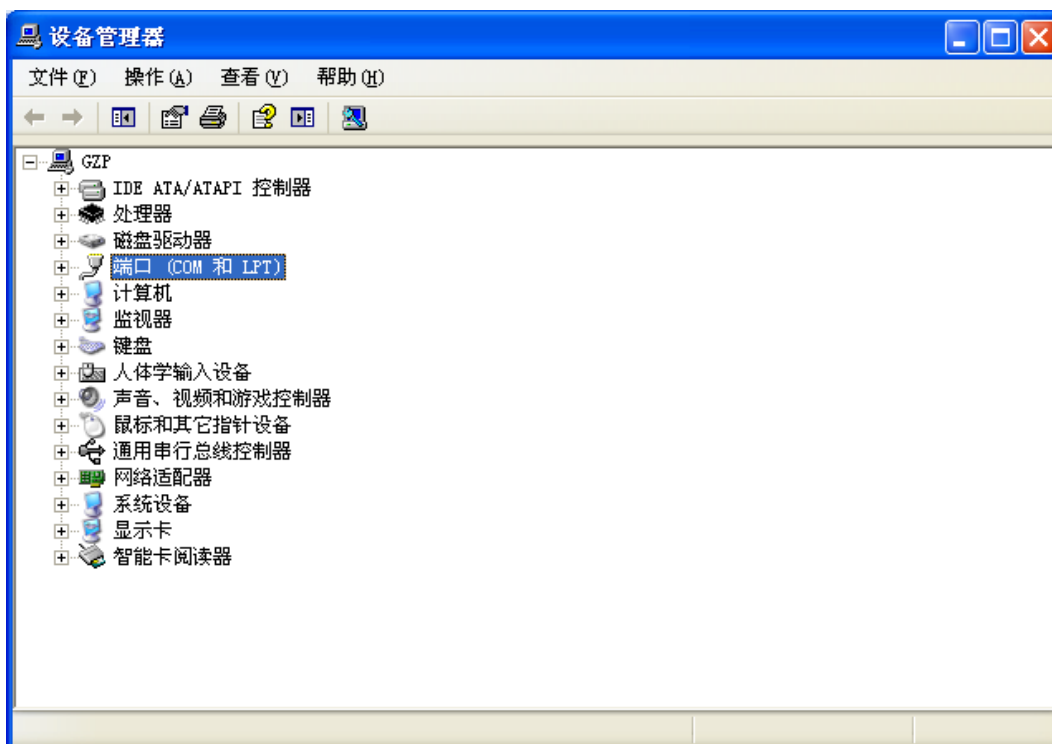 设备管理器
文件(F) 操作(A) 查看(V) 帮助(H)
GZP
IDE ATA/ATAPI 控制器
处理器
磁盘驱动器
端口 (COM 和 LPT)
计算机
监视器
键盘
人体学输入设备
声音、视频和游戏控制器
鼠标和其它指针设备
通用串行总线控制器
网络适配器
系统设备
显示卡
智能卡阅读器